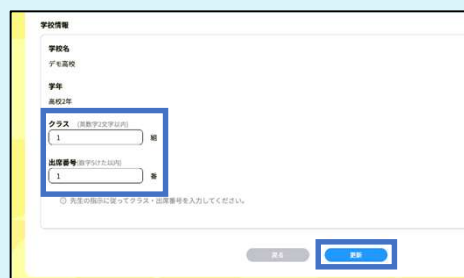 学校情報
学校名
デモ高校
学年
高校2年
クラス (英数字2文字以内)
1 組
出席番号(数字5けた以内)
1 番
先生の指示に従ってクラス・出席番号を入力してください。
戻る 更新